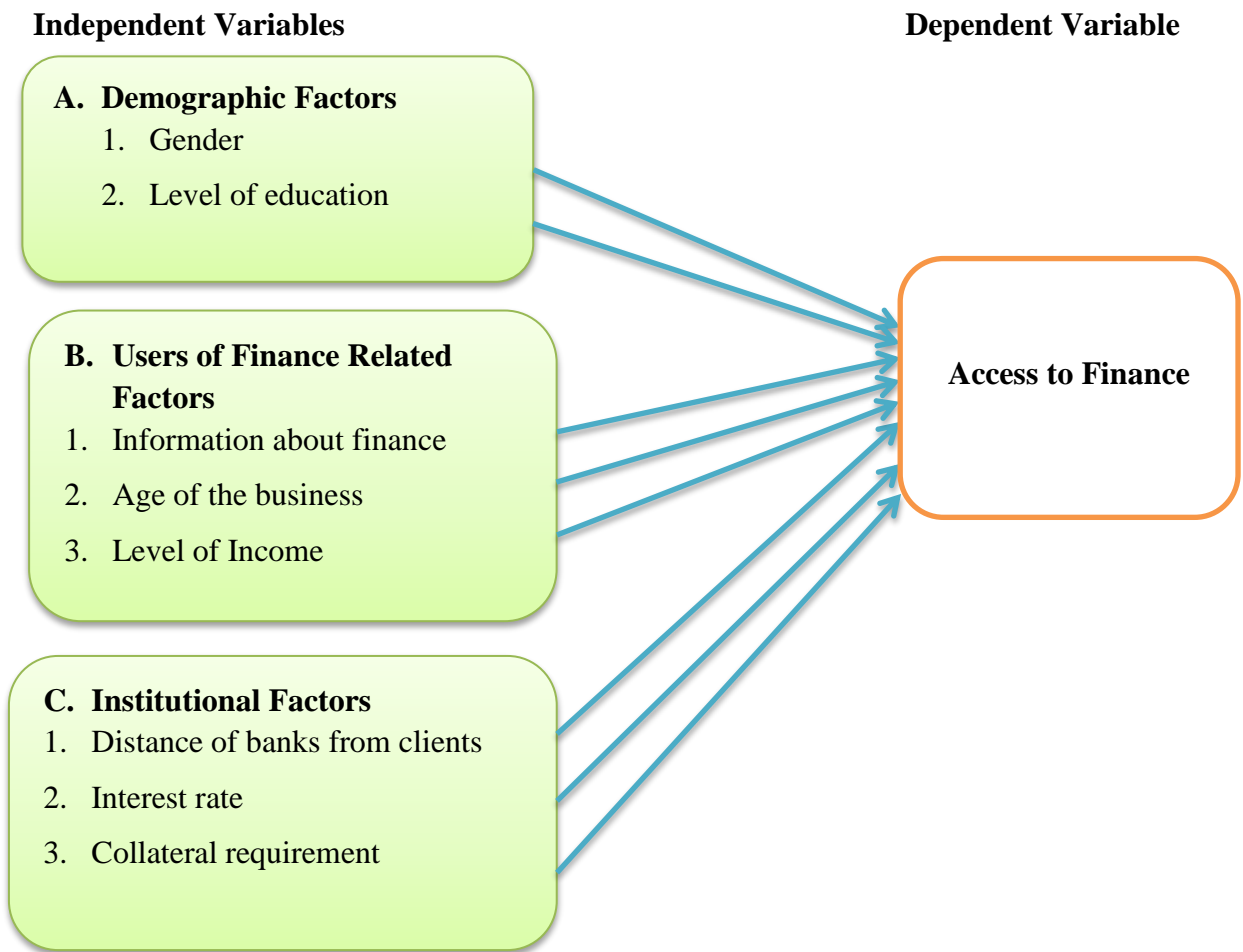 Independent Variables
Dependent Variable
A. Demographic Factors
1. Gender
2. Level of education
B. Users of Finance Related
Factors
1. Information about finance
2. Age of the business
3. Level of Income
Access to Finance
C. Institutional Factors
1. Distance of banks from clients
2. Interest rate
3. Collateral requirement